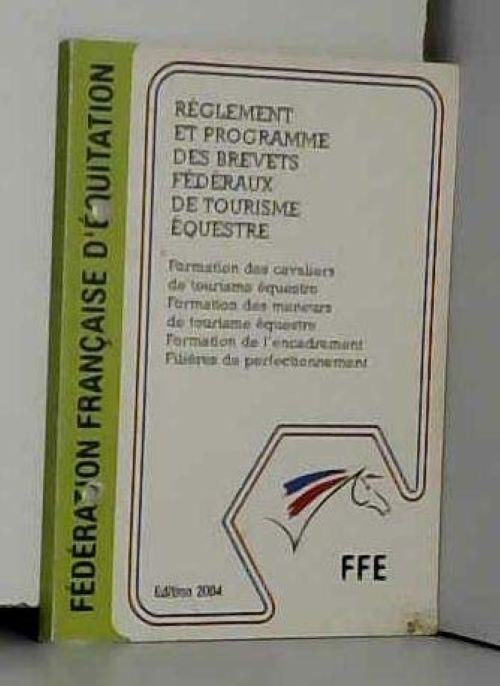 FÉDÉRATION FRANÇAISE D'ÉQUITATION
RÉGLEMENT
ET PROGRAMME
DES BREVETS
FÉDÉRAUX
DE TOURISME
ÉQUESTRE
Formation des cavaliers
de tourisme équestre
Formation des meneurs
de tourisme équestre
Formation de l'encadrement
Filières de perfectionnement
FFE
Edition 2004